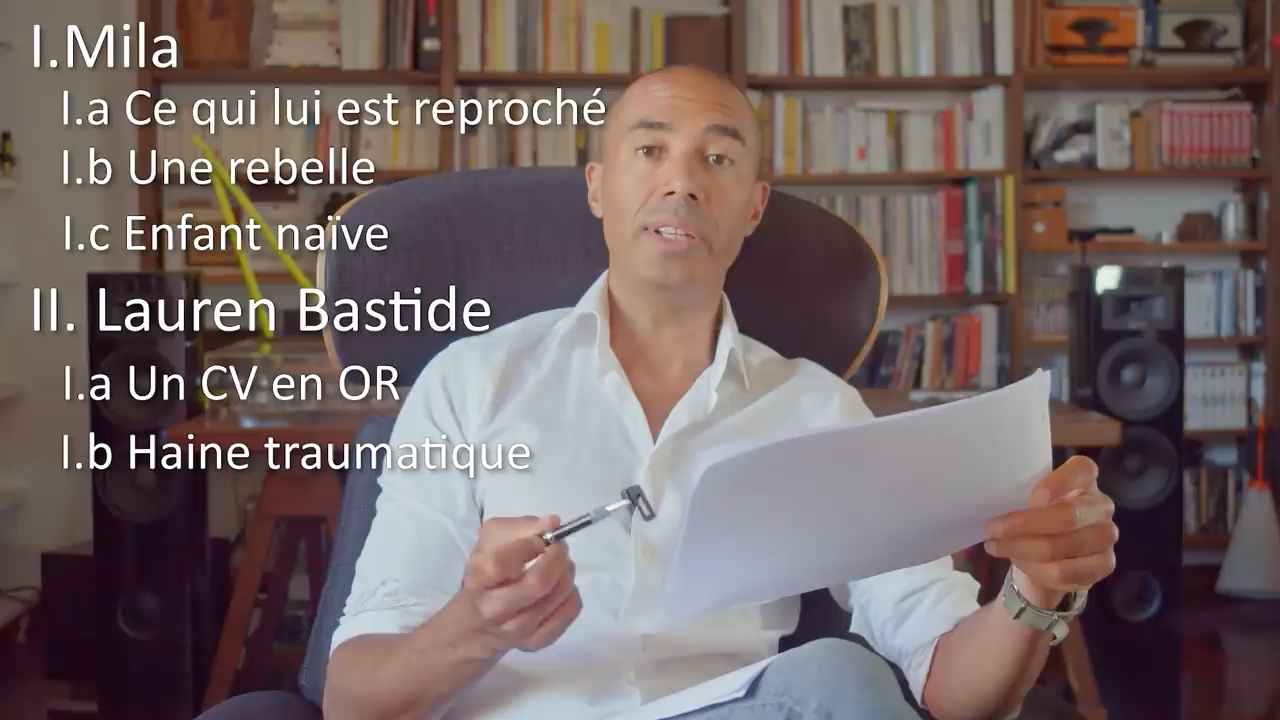 I.Mila
I.a Ce qui lui est reproché
I.b Une rebelle
I.c Enfant naïve
II. Lauren Bastide
I.a Un CV en OR
I.b Haine traumatique